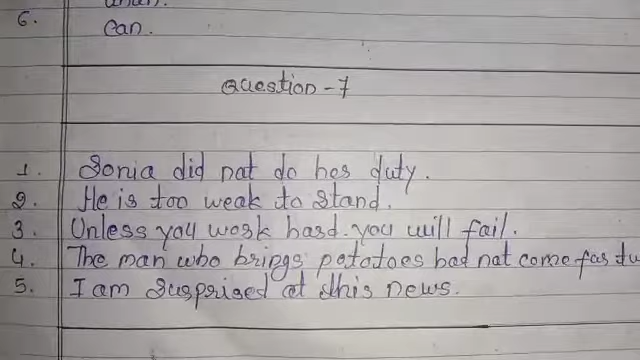 6.
can.
Question - 7
1. Sonia did not do her duty.
2. He is too weak to stand.
3. Unless you work hard. you will fail.
4. The man who brings potatoes had not come for
5. I am surprised at this news.